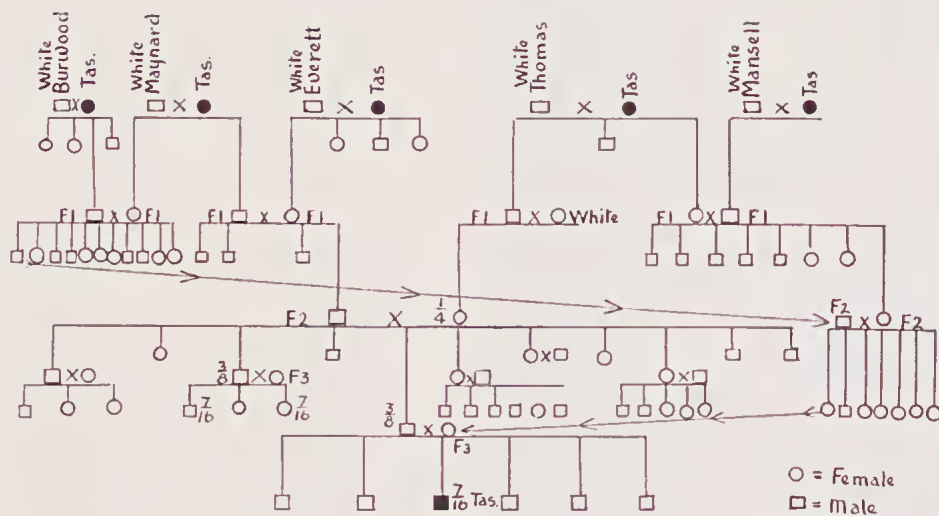 White Burwood
X
Tas.
White Maynard
X
Tas.
White Everett
X
Tas
White Thomas
X
Tas
White Mansell
X
Tas
F1 X F1
F1 X F1
F1 X White
F1 X F1
F2 X 1/4
F2 X F2
X
3/8 X F3
X
X
X
7/16 7/16
3/8 X F3
7/16 Tas.
= Female
= Male